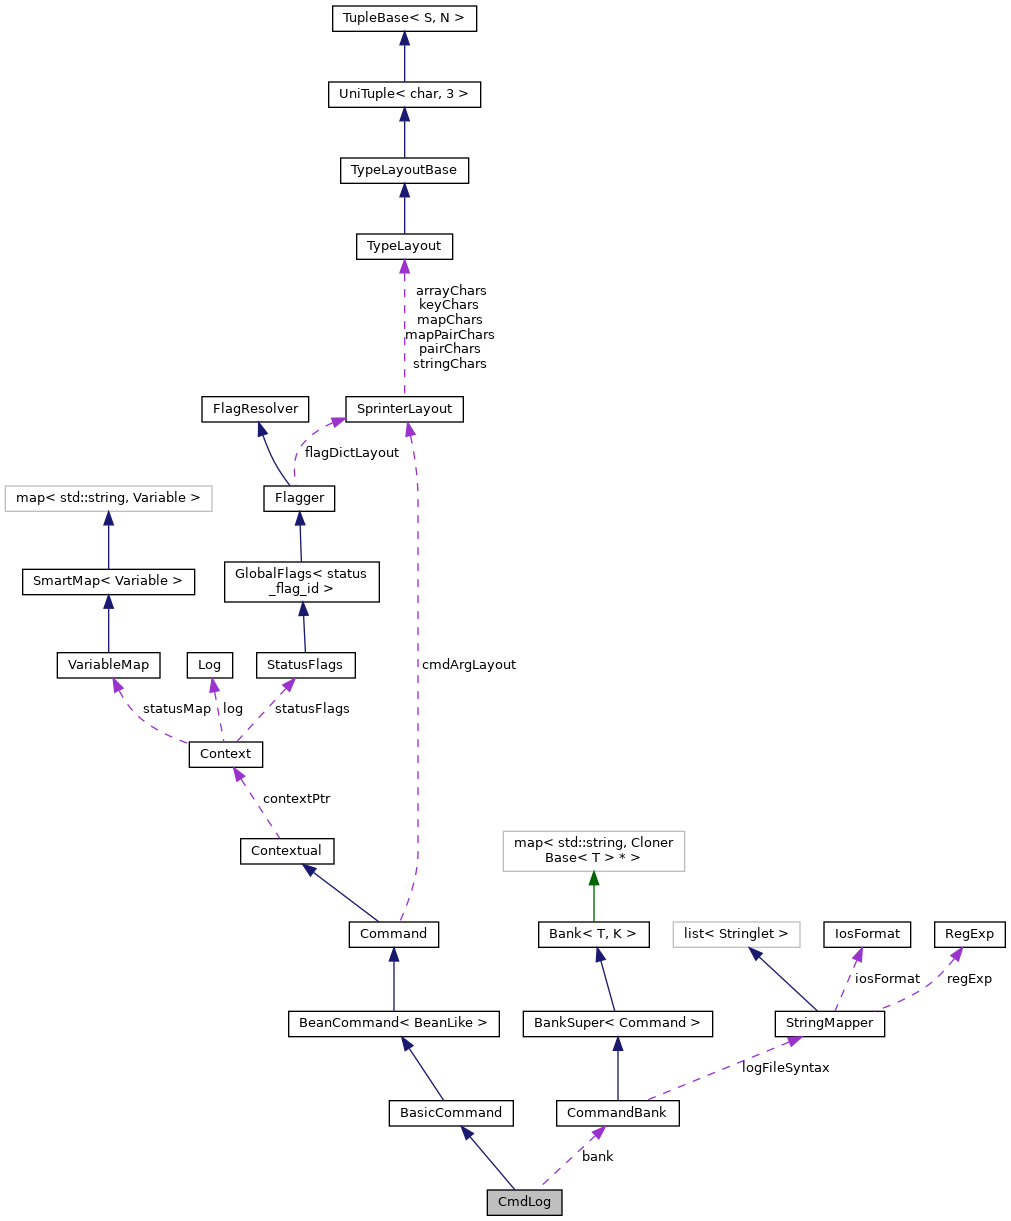 TupleBase< S, N >
UniTuple< char, 3 >
TypeLayoutBase
TypeLayout
arrayChars
keyChars
mapChars
mapPairChars
pairChars
stringChars
FlagResolver
SprinterLayout
flagDictLayout
map< std::string, Variable >
Flagger
SmartMap< Variable >
GlobalFlags< status
_flag_id >
VariableMap
Log
StatusFlags
cmdArgLayout
statusMap
log
statusFlags
Context
contextPtr
map< std::string, Cloner
Base< T > * >
Contextual
Command
Bank< T, K >
list< Stringlet >
IosFormat
RegExp
iosFormat
regExp
BeanCommand< BeanLike >
BankSuper< Command >
StringMapper
logFileSyntax
BasicCommand
CommandBank
bank
CmdLog